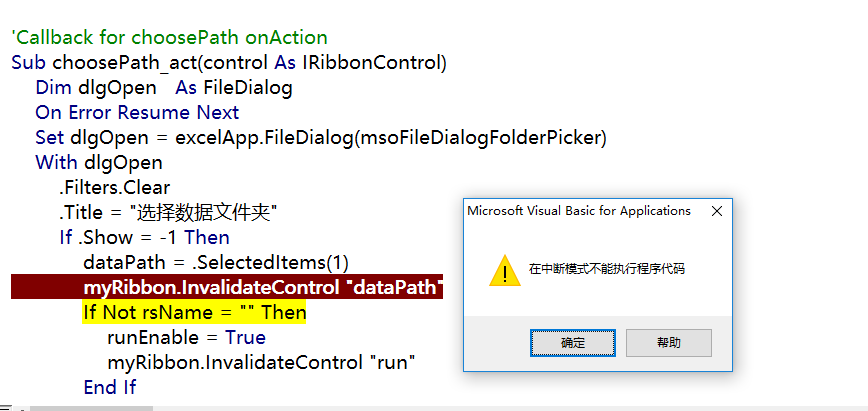 'Callback for choosePath onAction
Sub choosePath_act(control As IRibbonControl)
Dim dlgOpen As FileDialog
On Error Resume Next
Set dlgOpen = excelApp.FileDialog(msoFileDialogFolderPicker)
With dlgOpen
.Filters.Clear
.Title = "选择数据文件夹"
If .Show = -1 Then
dataPath = .SelectedItems(1)
myRibbon.InvalidateControl "dataPath"
If Not rsName = "" Then
runEnable = True
myRibbon.InvalidateControl "run"
End If
Microsoft Visual Basic for Applications
在中断模式不能执行程序代码
确定
帮助